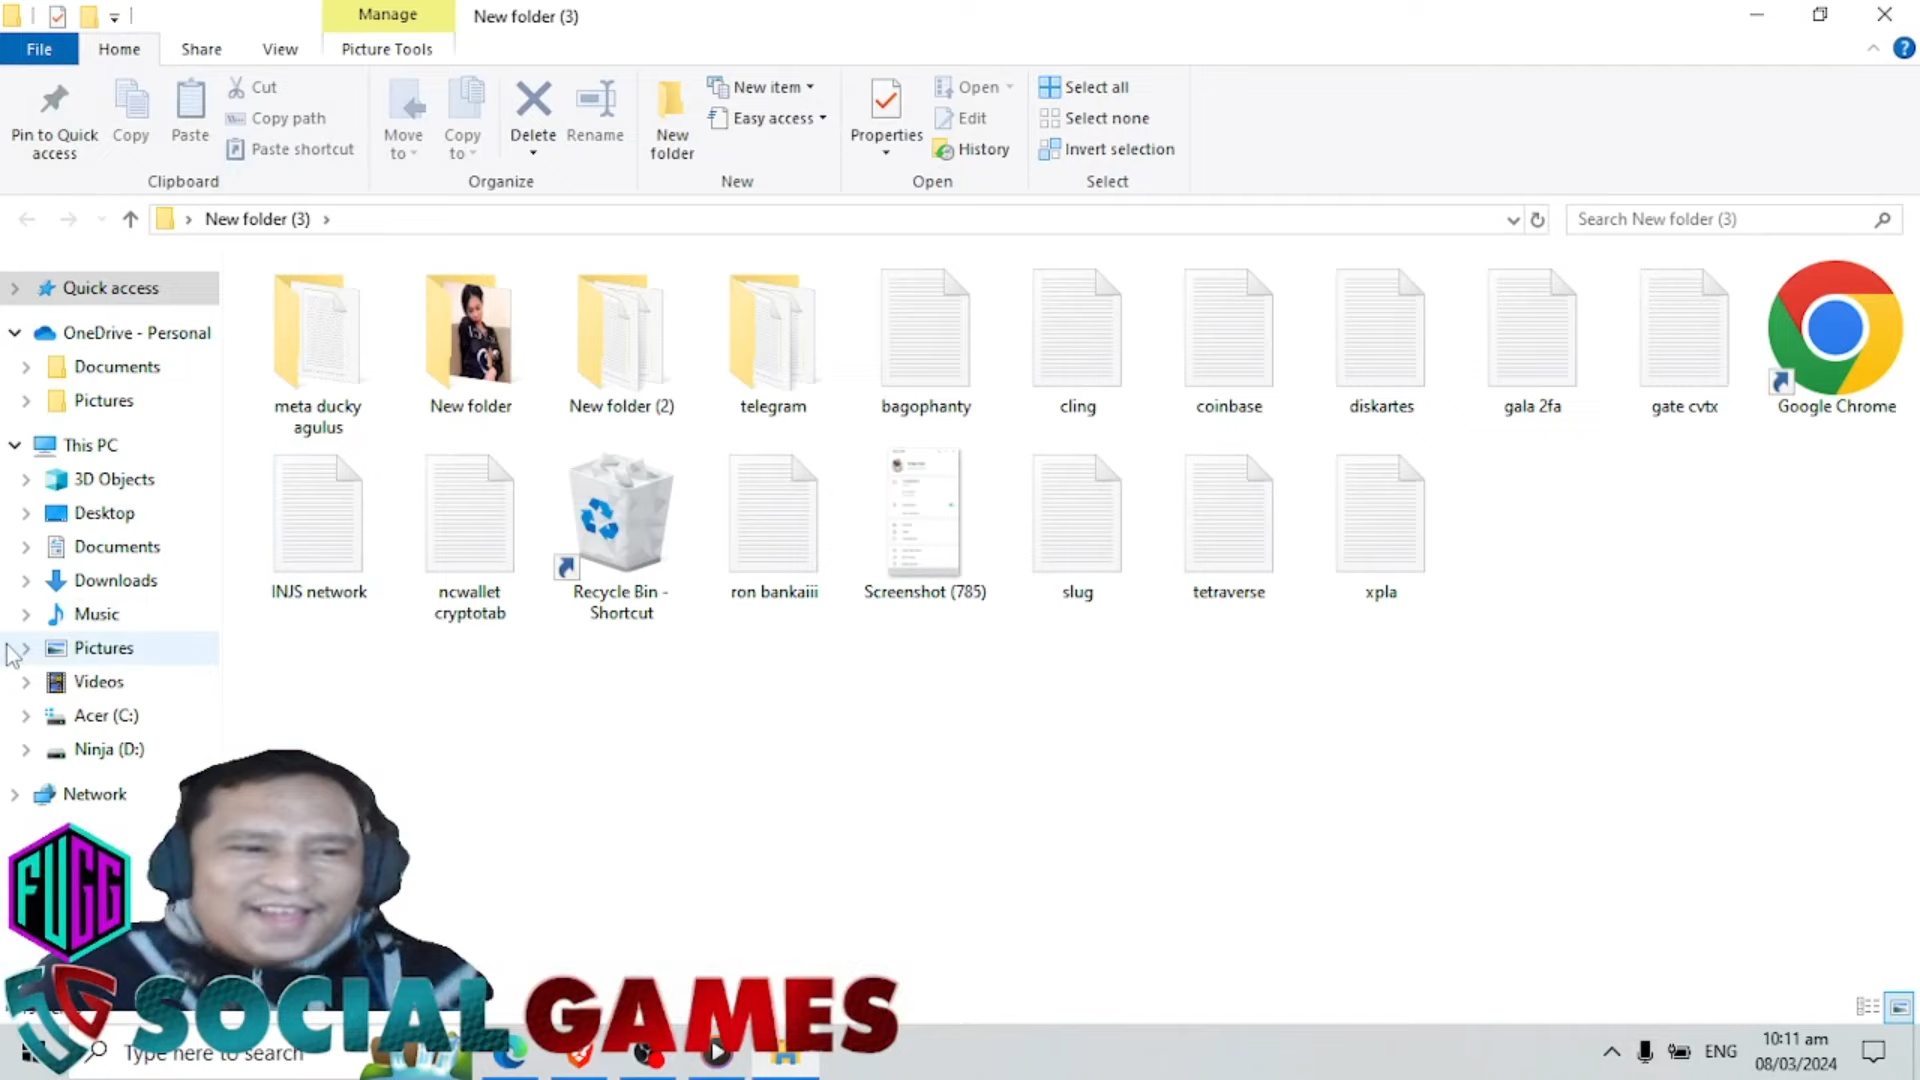 Manage
New folder (3)
File
Home
Share
View
Picture Tools
Pin to Quick access
Copy
Paste
Cut
Copy path
Paste shortcut
Clipboard
Move to
Copy to
Delete
Rename
Organize
New folder
New item
Easy access
New
Properties
Open
Edit
History
Open
Select all
Select none
Invert selection
Select
New folder (3)
Search New folder (3)
Quick access
OneDrive - Personal
Documents
Pictures
This PC
3D Objects
Desktop
Documents
Downloads
Music
Pictures
Videos
Acer (C:)
Ninja (D:)
Network
meta ducky agulus
New folder
New folder (2)
telegram
bagophanty
cling
coinbase
diskartes
gala 2fa
gate cvtx
Google Chrome
INJS network
ncwallet cryptotab
Recycle Bin - Shortcut
ron bankaiii
Screenshot (785)
slug
tetraverse
xpla
FUGG
SOCIAL GAMES
Type here to search
ENG
10:11 am
08/03/2024